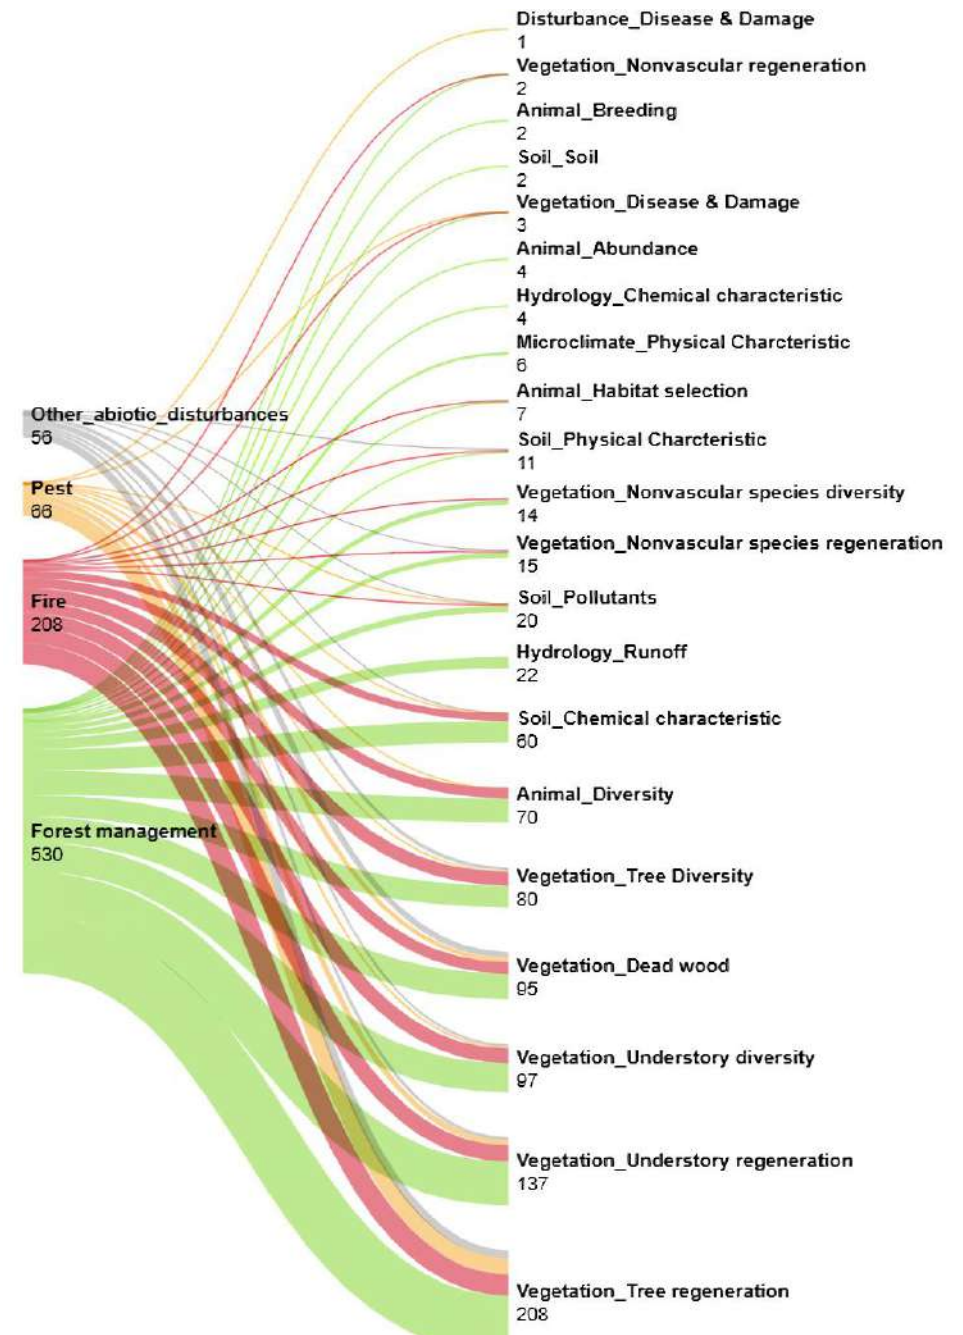 Disturbance_Disease & Damage
1
Vegetation_Nonvascular regeneration
2
Animal_Breeding
2
Soil_Soil
2
Vegetation_Disease & Damage
3
Animal_Abundance
4
Hydrology_Chemical characteristic
4
Microclimate_Physical Charcteristic
6
Animal_Habitat selection
7
Other_abiotic_disturbances
56
Soil_Physical Charcteristic
11
Pest
66
Vegetation_Nonvascular species diversity
14
Vegetation_Nonvascular species regeneration
15
Fire
208
Soil_Pollutants
20
Hydrology_Runoff
22
Soil_Chemical characteristic
60
Animal_Diversity
70
Forest management
530
Vegetation_Tree Diversity
80
Vegetation_Dead wood
95
Vegetation_Understory diversity
97
Vegetation_Understory regeneration
137
Vegetation_Tree regeneration
208